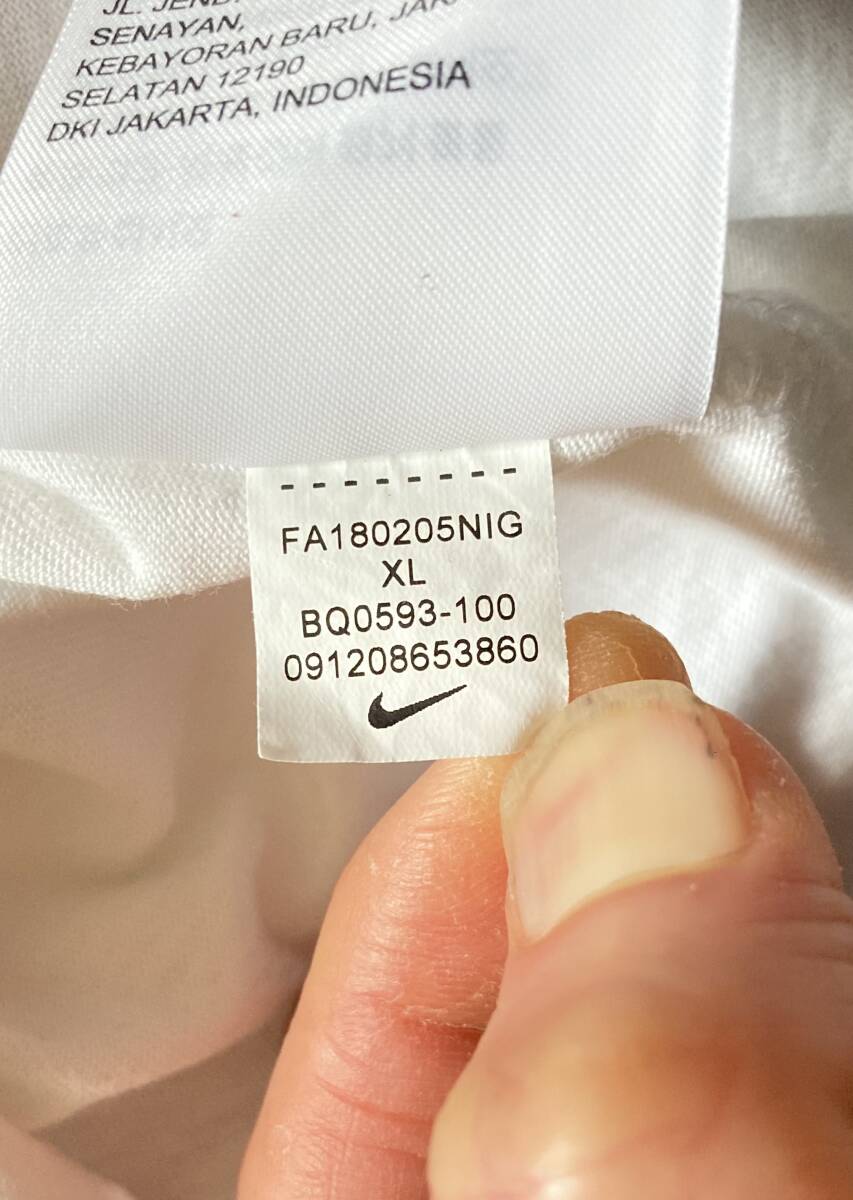 SENAYAN,
KEBAYORAN BARU,
SELATAN 12190
DKI JAKARTA, INDONESIA
FA180205NIG
XL
BQ0593-100
091208653860